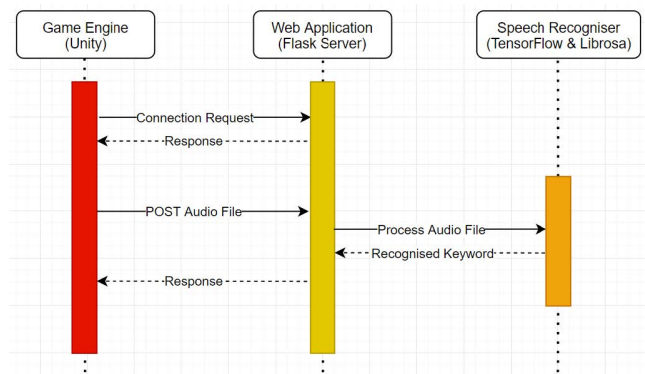 Game Engine
(Unity)
Web Application
(Flask Server)
Speech Recogniser
(TensorFlow & Librosa)
Connection Request
Response
POST Audio File
Process Audio File
Recognised Keyword
Response